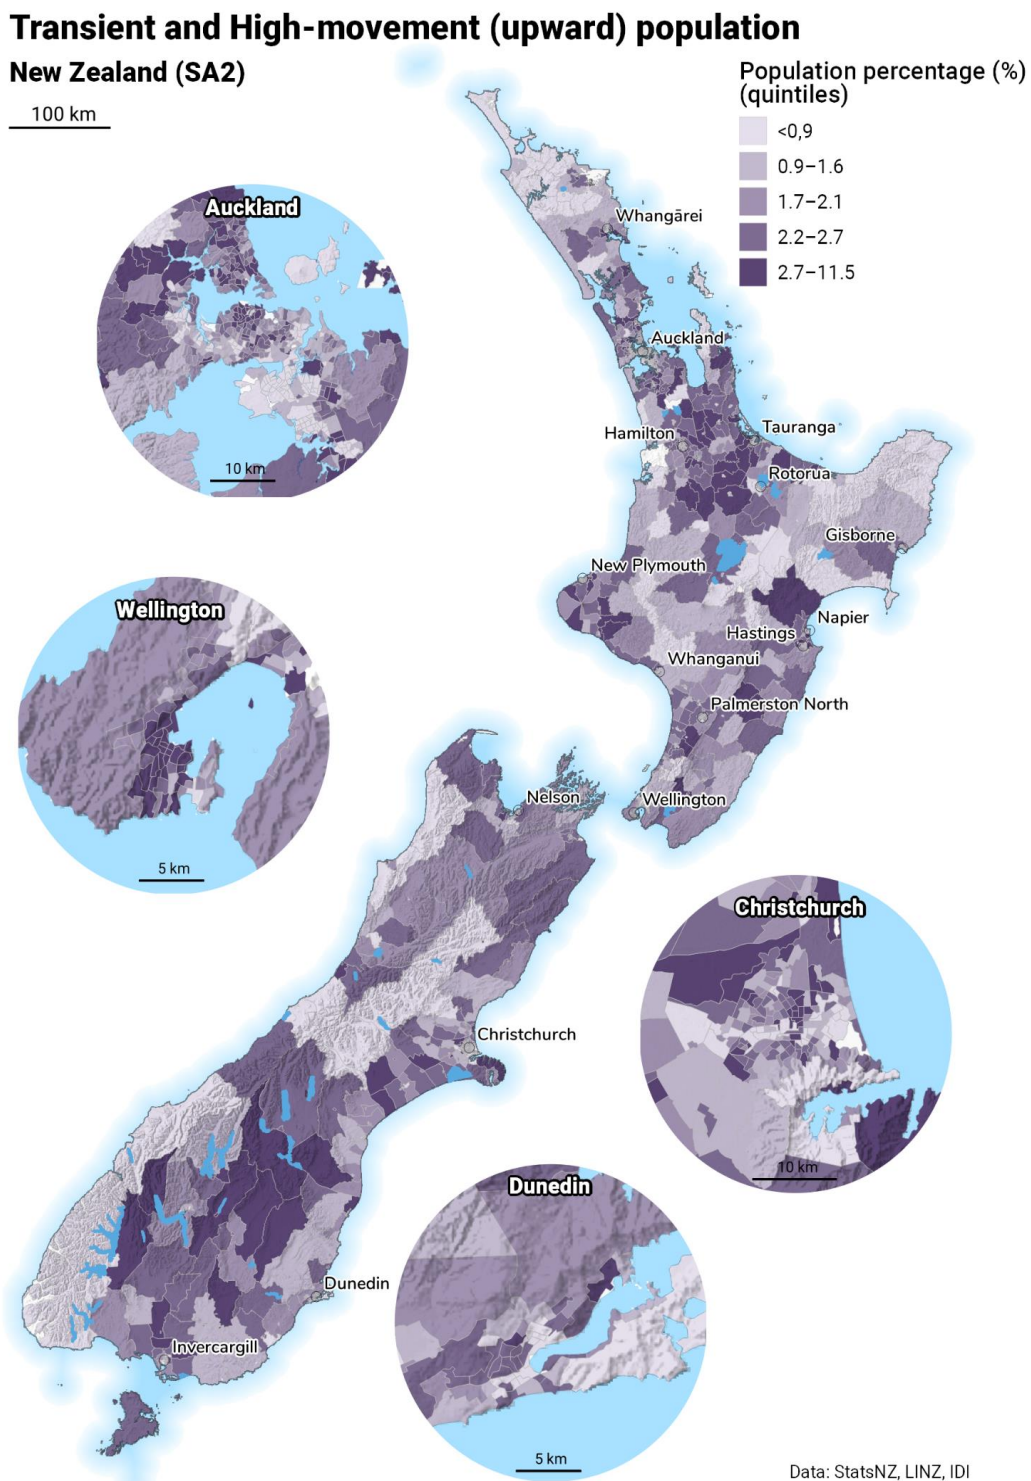 Transient and High-movement (upward) population
New Zealand (SA2)
100 km
Population percentage (%)
(quintiles)
<0,9
0.9–1.6
1.7–2.1
2.2–2.7
2.7–11.5
Auckland
10 km
Whangārei
Auckland
Hamilton
Tauranga
Rotorua
Gisborne
New Plymouth
Napier
Hastings
Whanganui
Palmerston North
Wellington
Wellington
5 km
Nelson
Christchurch
Christchurch
10 km
Dunedin
Invercargill
Dunedin
5 km
Data: StatsNZ, LINZ, IDI